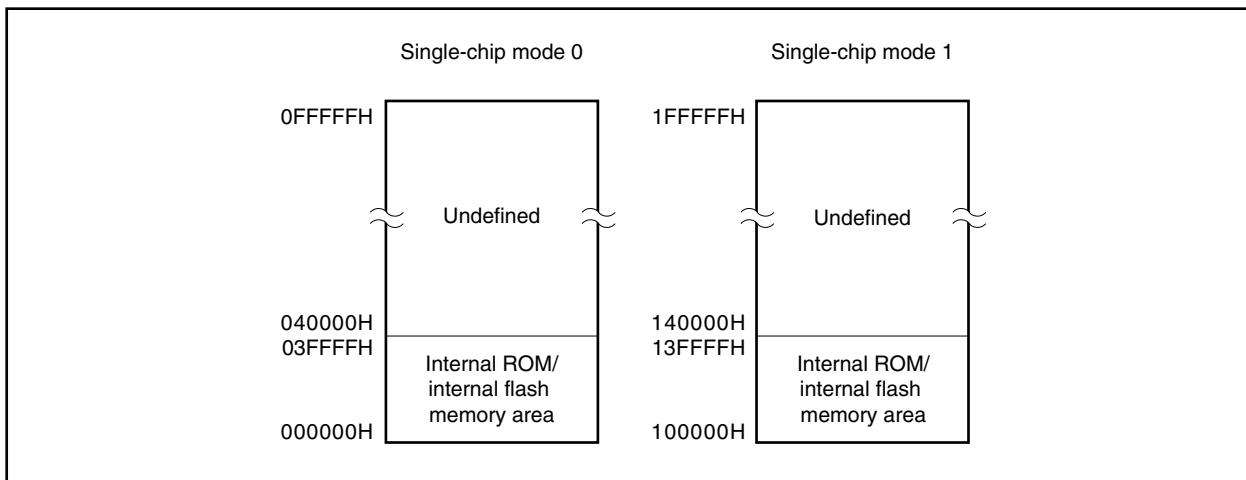 Single-chip mode 0
0FFFFFH
Undefined
040000H
03FFFFH
Internal ROM/
internal flash
memory area
000000H
Single-chip mode 1
1FFFFFH
Undefined
140000H
13FFFFH
Internal ROM/
internal flash
memory area
100000H